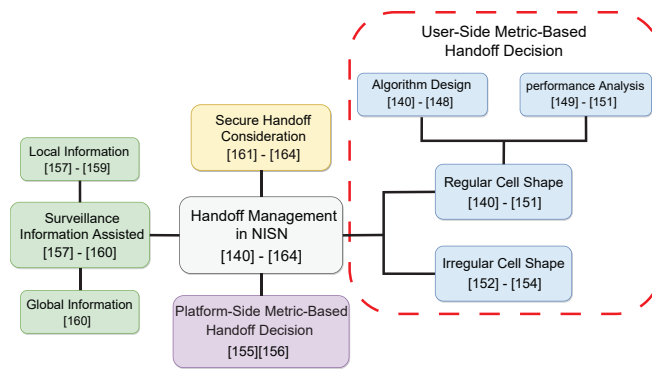 User-Side Metric-Based
Handoff Decision
Algorithm Design
[140] - [148]
performance Analysis
[149] - [151]
Secure Handoff
Consideration
[161] - [164]
Local Information
[157] - [159]
Regular Cell Shape
[140] - [151]
Surveillance
Information Assisted
[157] - [160]
Handoff Management
in NISN
[140] - [164]
Irregular Cell Shape
[152] - [154]
Global Information
[160]
Platform-Side Metric-Based
Handoff Decision
[155][156]